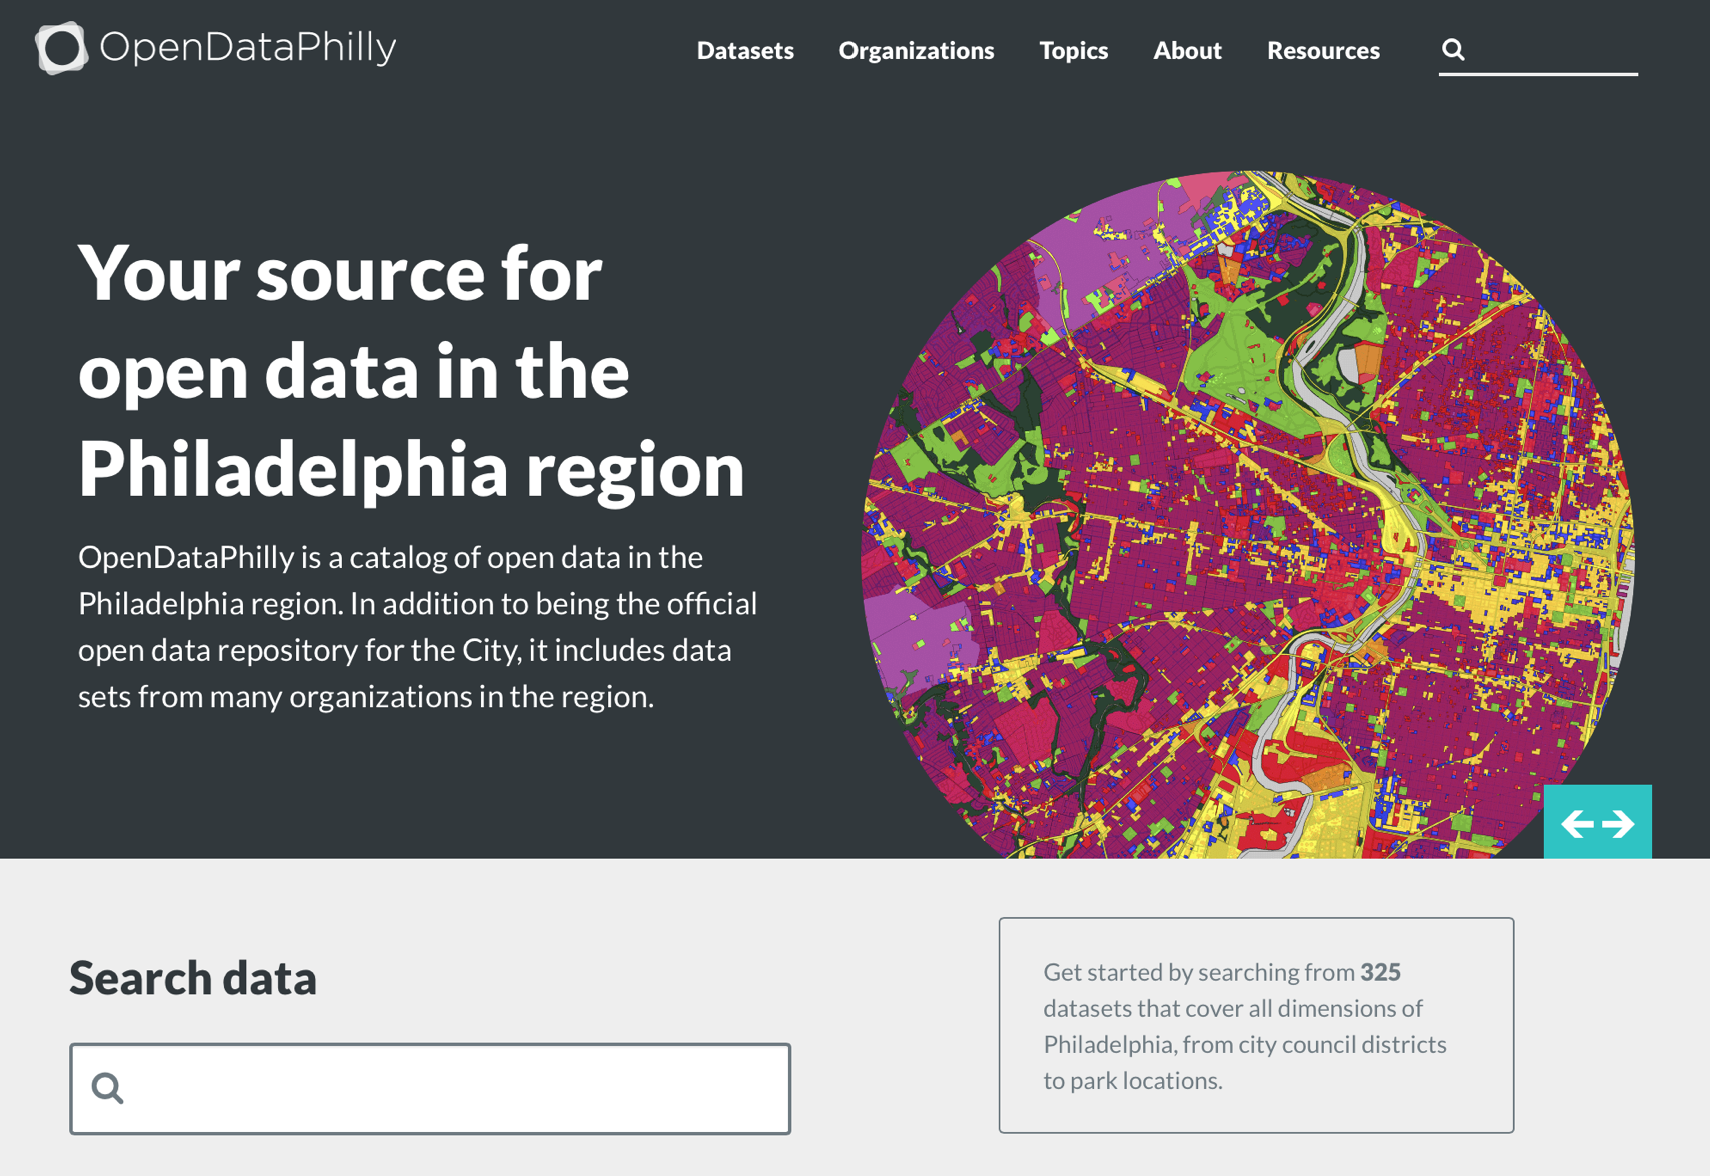 OpenDataPhilly
Datasets
Organizations
Topics
About
Resources
Your source for
open data in the
Philadelphia region
OpenDataPhilly is a catalog of open data in the
Philadelphia region. In addition to being the official
open data repository for the City, it includes data
sets from many organizations in the region.
Search data
Get started by searching from 325
datasets that cover all dimensions of
Philadelphia, from city council districts
to park locations.